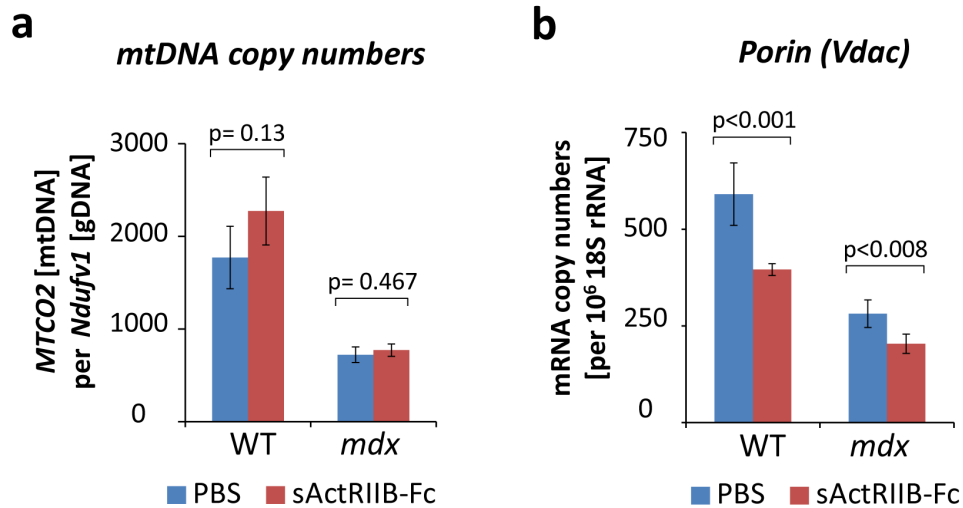 a
mtDNA copy numbers
MTCO2 [mtDNA]
per Ndufv1 [gDNA]
3000
2000
1000
0
p= 0.13
p= 0.467
WT
mdx
PBS
sActRIIB-Fc
b
Porin (Vdac)
mRNA copy numbers
[per 10⁶ 18S rRNA)
750
500
250
0
p<0.001
p<0.008
WT
mdx
PBS
sActRIIB-Fc